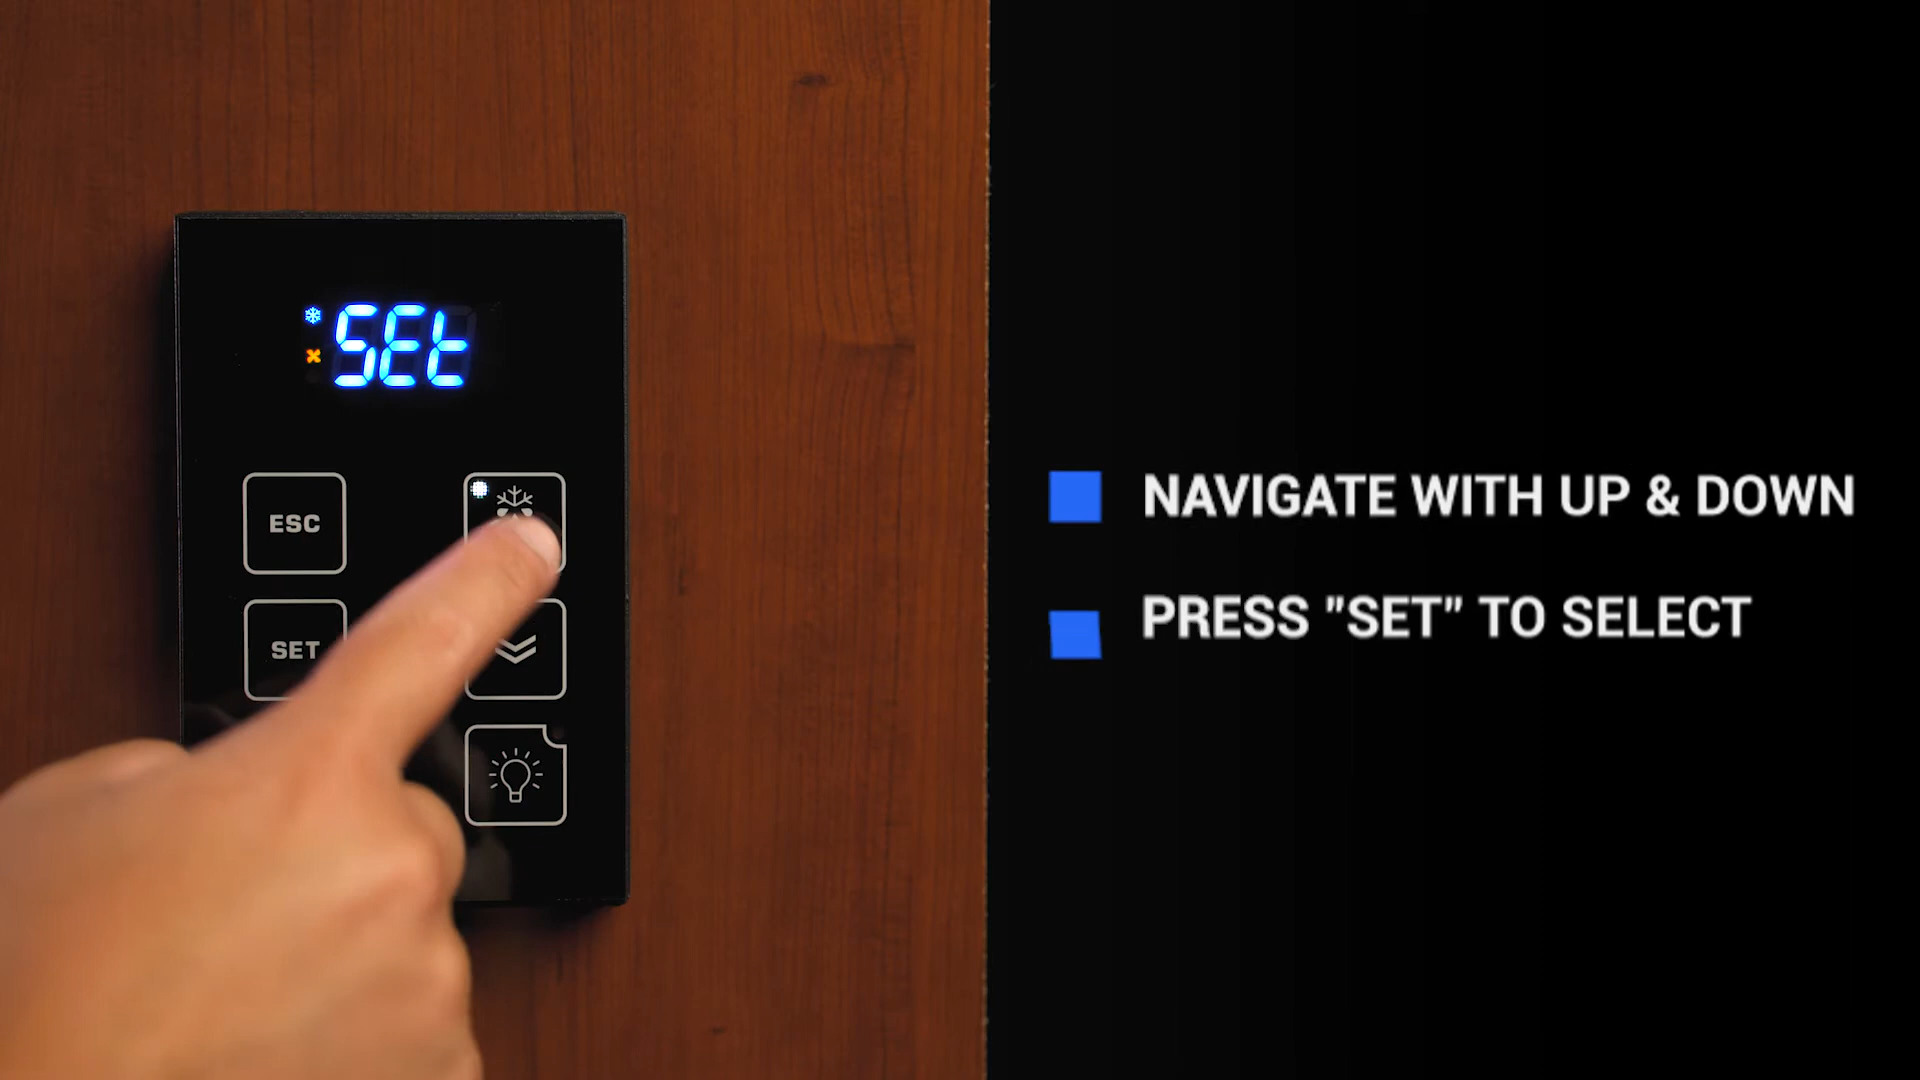 SEt
ESC
SET
NAVIGATE WITH UP & DOWN
PRESS "SET" TO SELECT